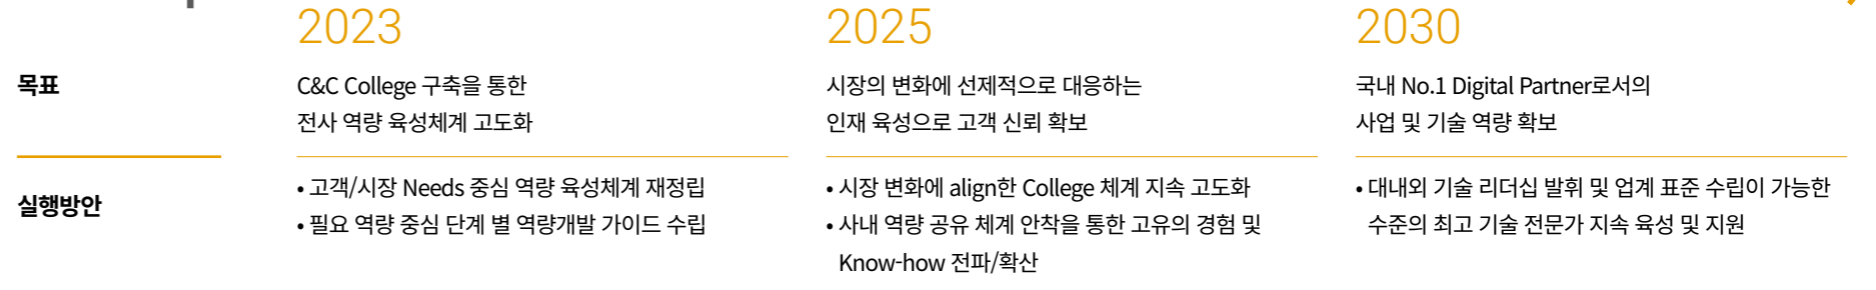 2023
2025
2030
목표
C&C College 구축을 통한
전사 역량 육성체계 고도화
시장의 변화에 선제적으로 대응하는
인재 육성으로 고객 신뢰 확보
국내 No.1 Digital Partner로서의
사업 및 기술 역량 확보
실행방안
• 고객/시장 Needs 중심 역량 육성체계 재정립
• 필요 역량 중심 단계 별 역량개발 가이드 수립
• 시장 변화에 align한 College 체계 지속 고도화
• 사내 역량 공유 체계 안착을 통한 고유의 경험 및
Know-how 전파/확산
• 대내외 기술 리더십 발휘 및 업계 표준 수립이 가능한
수준의 최고 기술 전문가 지속 육성 및 지원